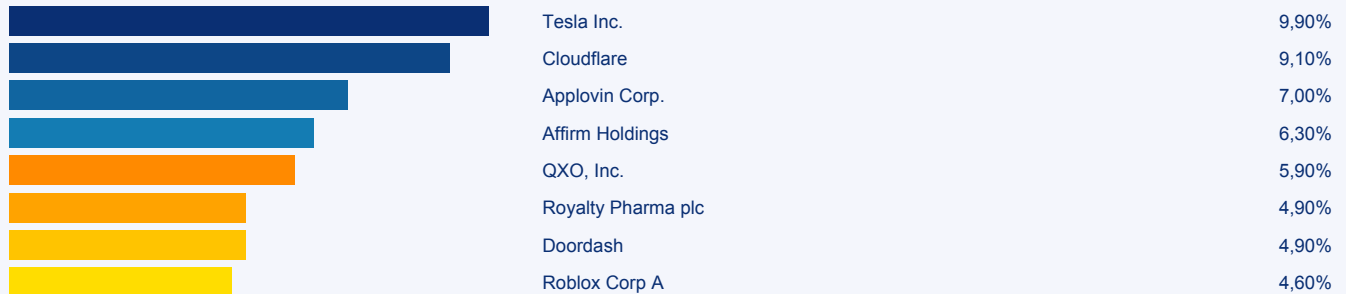 Tesla Inc. 9,90%
Cloudflare 9,10%
Applovin Corp. 7,00%
Affirm Holdings 6,30%
QXO, Inc. 5,90%
Royalty Pharma plc 4,90%
Doordash 4,90%
Roblox Corp A 4,60%